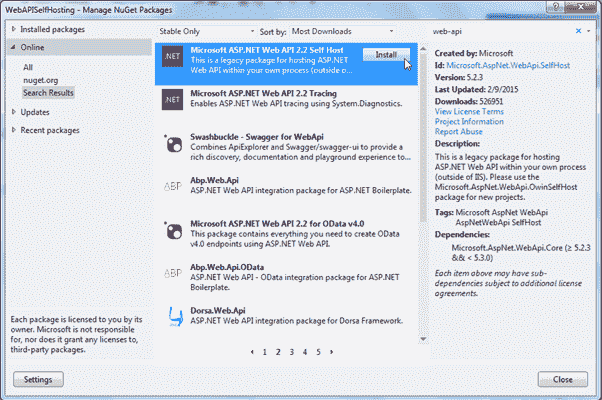 WebAPISelfHosting - Manage NuGet Packages
Installed packages
Online
All
nuget.org
Search Results
Updates
Recent packages
Each package is licensed to you by its
owner. Microsoft is not responsible
for, nor does it grant any licenses to,
third-party packages.
Settings
Stable Only
Sort by: Most Downloads
.NET
Microsoft ASP.NET Web API 2.2 Self Host
This is a legacy package for hosting ASP.NET
Web API within your own process (outside o...
Install
.NET
Microsoft ASP.NET Web API 2.2 Tracing
Enables ASP.NET Web API tracing using System.Diagnostics.
Swashbuckle - Swagger for WebApi
Combines ApiExplorer and Swagger/swagger-ui to provide a
rich discovery, documentation and playground experience to...
ABP
Abp.Web.Api
ASP.NET Web API integration package for ASP.NET Boilerplate.
Microsoft ASP.NET Web API 2.2 for OData v4.0
This package contains everything you need to create OData
v4.0 endpoints using ASP.NET Web API.
ABP
Abp.Web.Api.OData
ASP.NET Web API - OData integration package for ASP.NET
Boilerplate.
Dorsa.Web.Api
ASP.NET Web API integration package for Dorsa Framework.
1 2 3 4 5
web-api
Created by: Microsoft
Id: Microsoft.AspNet.WebApi.SelfHost
Version: 5.2.3
Last Updated: 2/9/2015
Downloads: 526951
View License Terms
Project Information
Report Abuse
Description:
This is a legacy package for hosting
ASP.NET Web API within your own process (outside
of IIS). Please use the
Microsoft.AspNet.WebApi.OwinSelfHost
package for new projects.
Tags: Microsoft AspNet WebApi
AspNetWebApi SelfHost
Dependencies:
Microsoft.AspNet.WebApi.Core (≥ 5.2.3
&& < 5.3.0)
Each item above may have sub-
dependencies subject to additional license
agreements.
Close